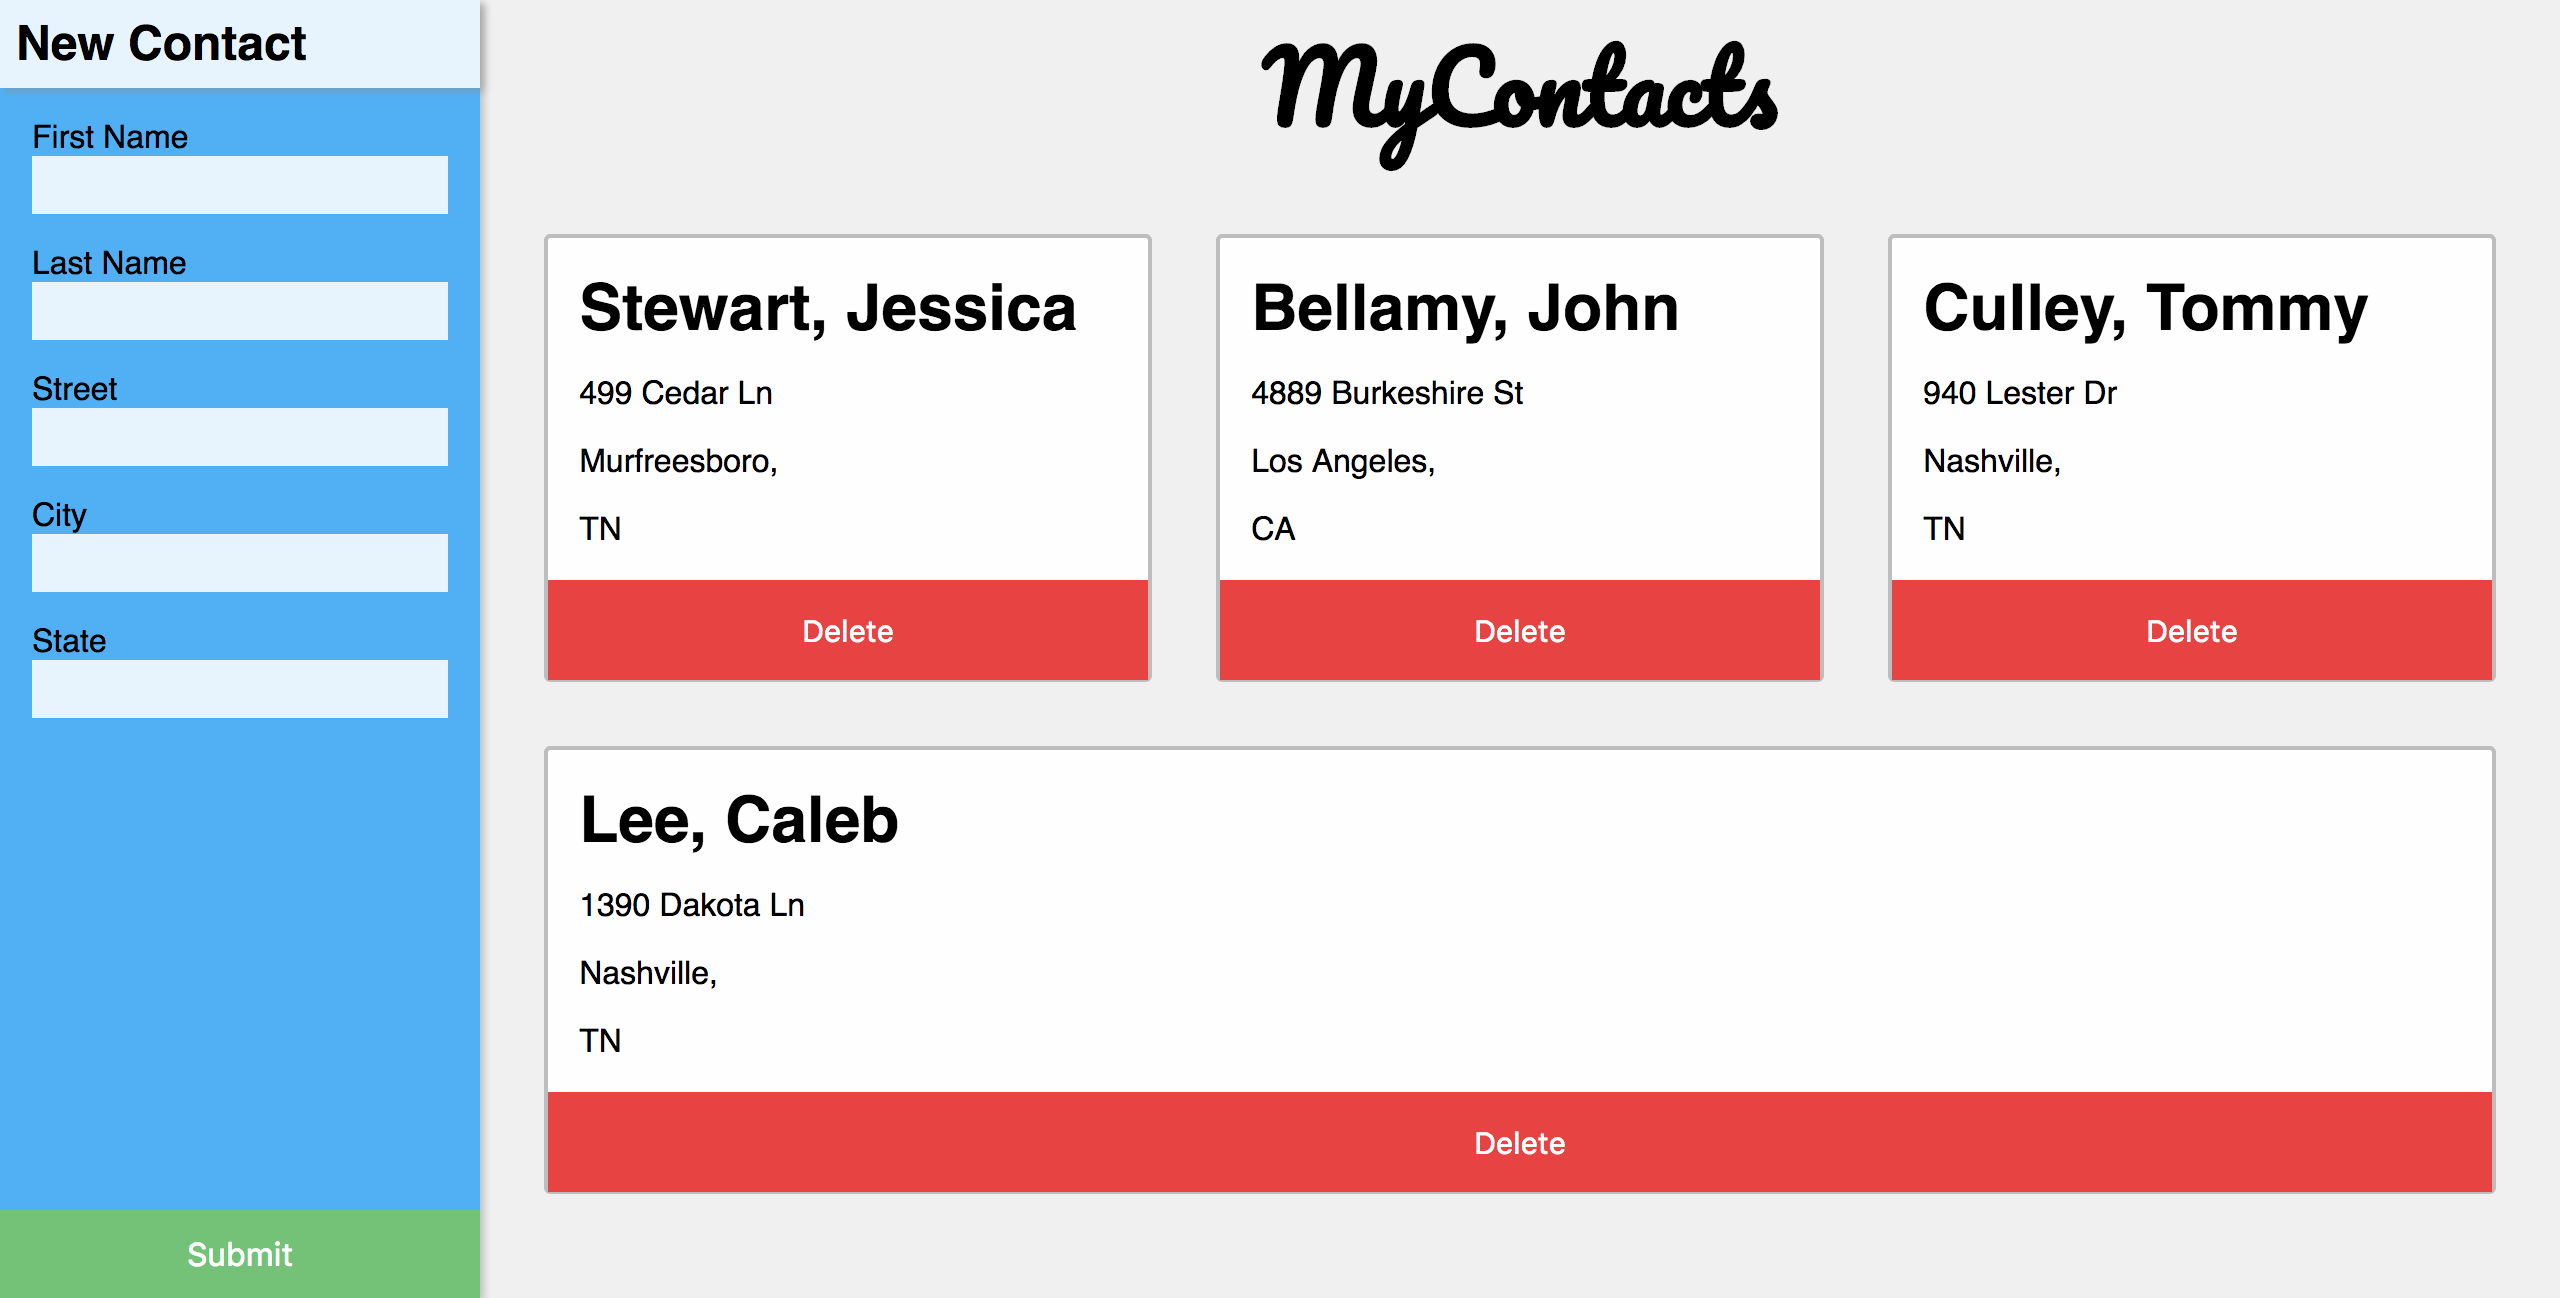 New Contact
First Name
Last Name
Street
City
State
Submit
MyContacts
Stewart, Jessica
499 Cedar Ln
Murfreesboro,
TN
Delete
Bellamy, John
4889 Burkeshire St
Los Angeles,
CA
Delete
Culley, Tommy
940 Lester Dr
Nashville,
TN
Delete
Lee, Caleb
1390 Dakota Ln
Nashville,
TN
Delete